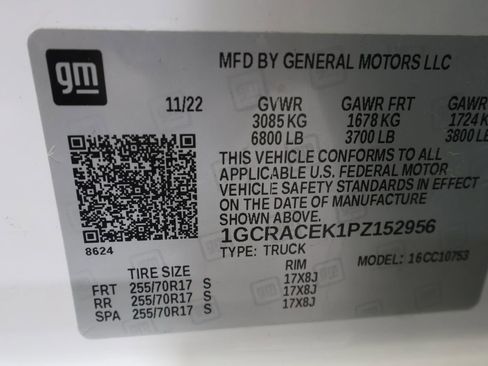 gm
MFD BY GENERAL MOTORS LLC
11/22 GVWR GAWR FRT GAWR
3085 KG 1678 KG 1724 K
6800 LB 3700 LB 3800 LB
THIS VEHICLE CONFORMS TO ALL
APPLICABLE U.S. FEDERAL MOTOR
VEHICLE SAFETY STANDARDS IN EFFECT
ON THE DATE OF MANUFACTURE
SHOWN ABOVE.
8624 1GCRACEK1PZ152956
TYPE: TRUCK MODEL: 16CC10753
TIRE SIZE RIM
FRT 255/70R17 S 17X8J
RR 255/70R17 S 17X8J
SPA 255/70R17 S 17X8J